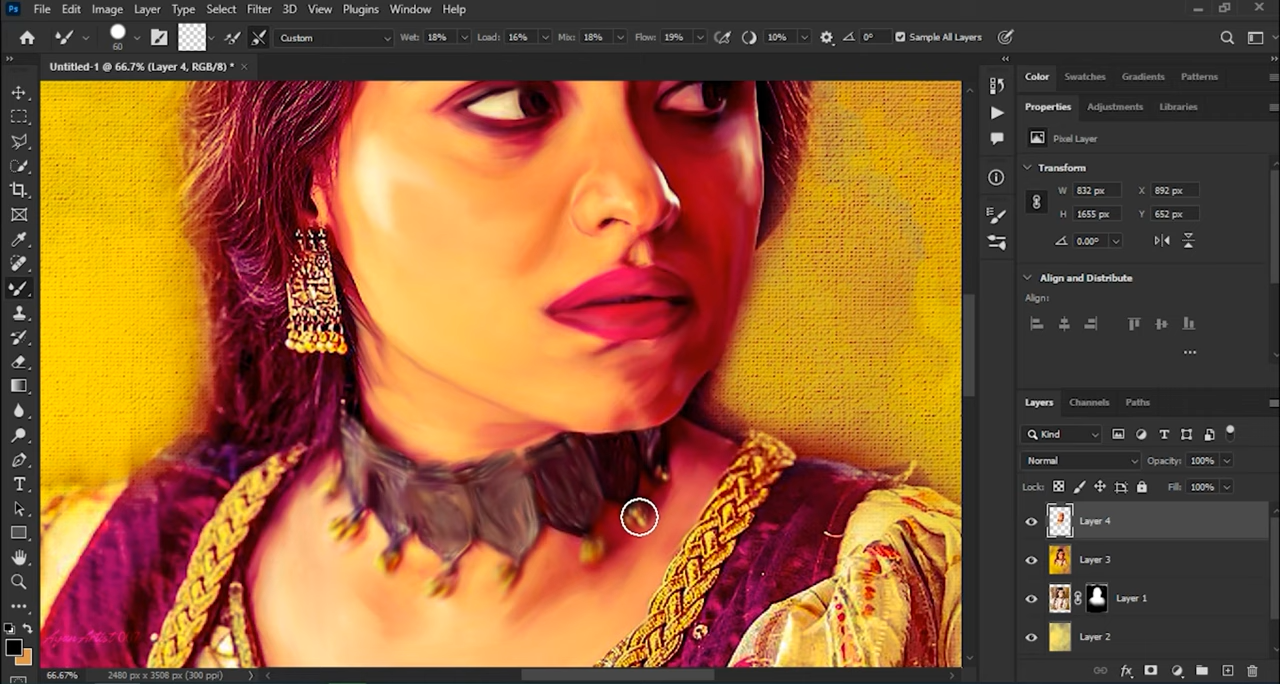 Ps File Edit Image Layer Type Select Filter 3D View Plugins Window Help
60 Custom Wet: 18% Load: 16% Mix: 18% Flow: 19% 10% 0° Sample All Layers
Untitled-1 @ 66.7% (Layer 4, RGB/8) * ×
Color Swatches Gradients Patterns
Properties Adjustments Libraries
Pixel Layer
Transform
W 832 px X 892 px
H 1655 px Y 652 px
0.00°
Align and Distribute
Align:
Layers Channels Paths
Kind
Normal Opacity: 100%
Lock: Fill: 100%
Layer 4
Layer 3
Layer 1
Layer 2
66.67% 2480 px x 3508 px (300 ppi)